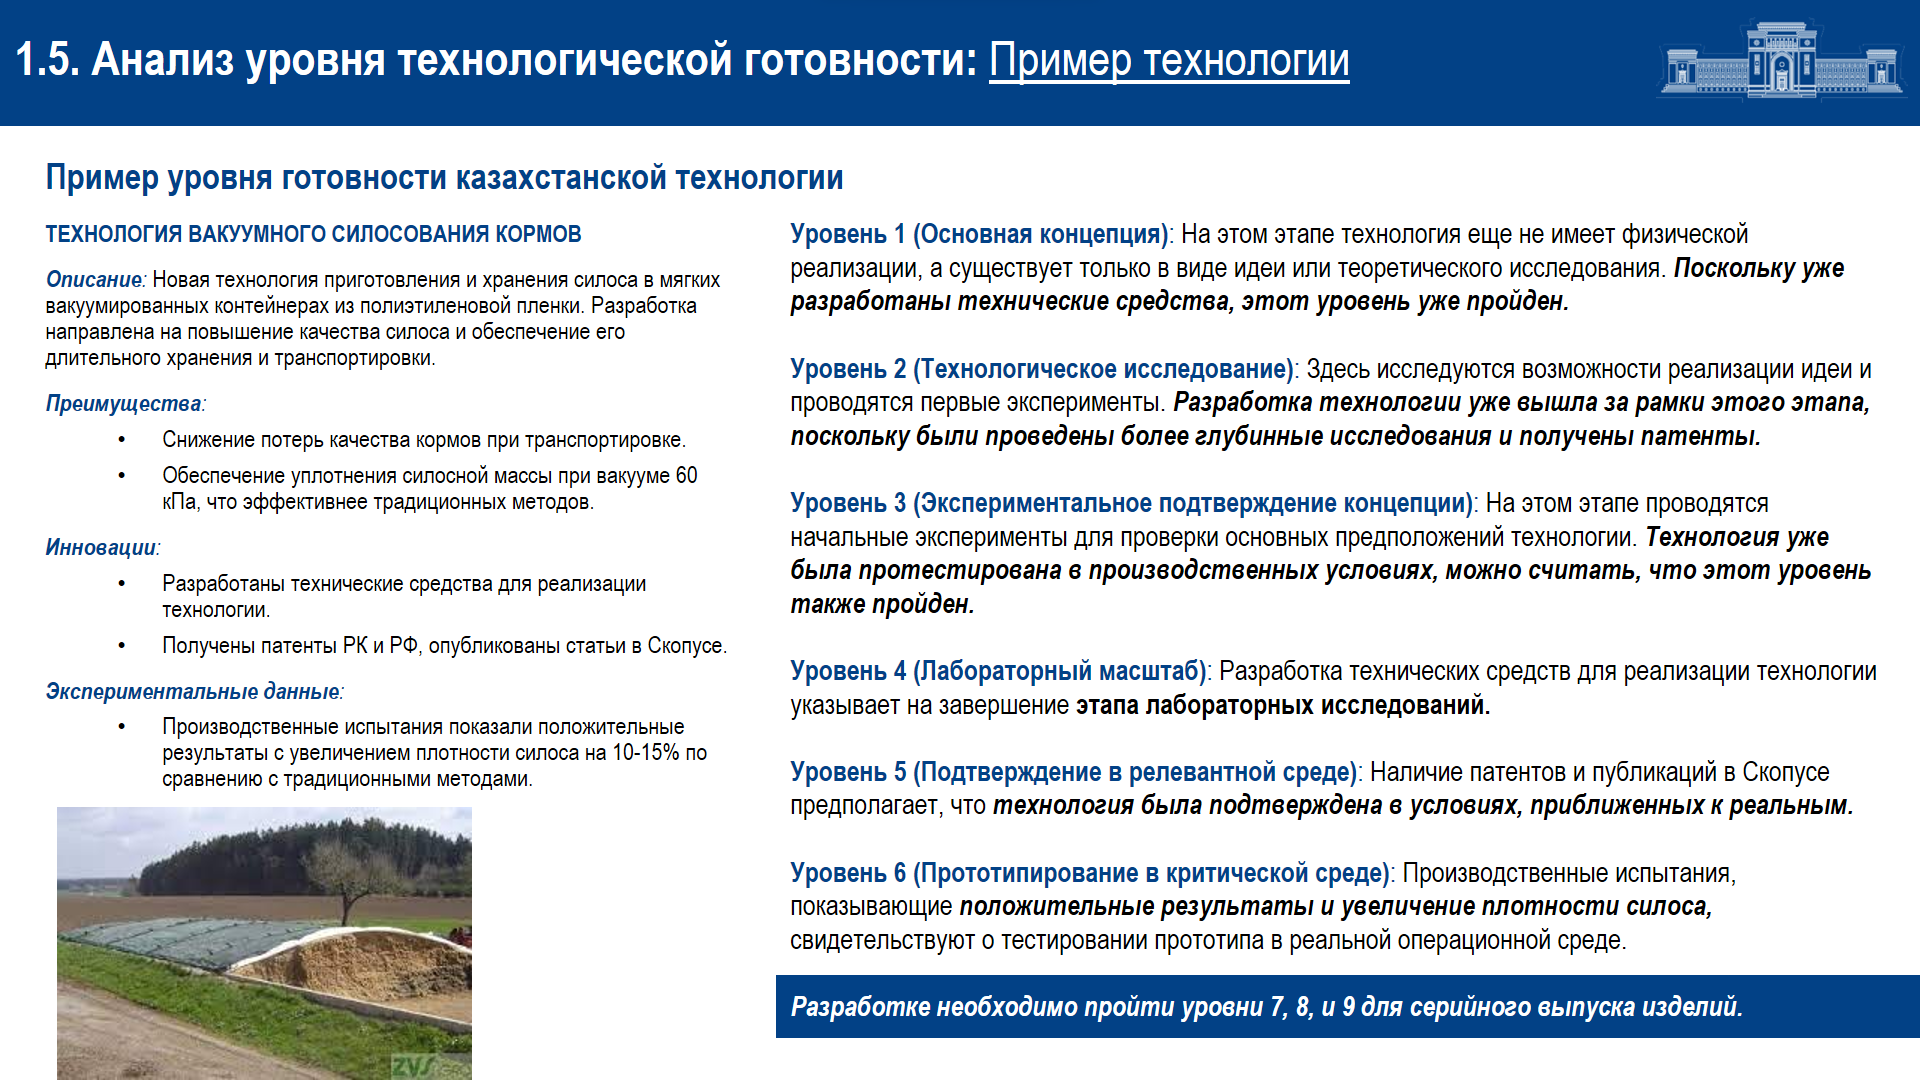 1.5. Анализ уровня технологической готовности: Пример технологии
Пример уровня готовности казахстанской технологии
ТЕХНОЛОГИЯ ВАКУУМНОГО СИЛОСОВАНИЯ КОРМОВ
Описание: Новая технология приготовления и хранения силоса в мягких
вакуумированных контейнерах из полиэтиленовой пленки. Разработка
направлена на повышение качества силоса и обеспечение его
длительного хранения и транспортировки.
Преимущества:
• Снижение потерь качества кормов при транспортировке.
• Обеспечение уплотнения силосной массы при вакууме 60
кПа, что эффективнее традиционных методов.
Инновации:
• Разработаны технические средства для реализации
технологии.
• Получены патенты РК и РФ, опубликованы статьи в Скопусе.
Экспериментальные данные:
• Производственные испытания показали положительные
результаты с увеличением плотности силоса на 10-15% по
сравнению с традиционными методами.
ZVS
Уровень 1 (Основная концепция): На этом этапе технология еще не имеет физической
реализации, а существует только в виде идеи или теоретического исследования. Поскольку уже
разработаны технические средства, этот уровень уже пройден.
Уровень 2 (Технологическое исследование): Здесь исследуются возможности реализации идеи и
проводятся первые эксперименты. Разработка технологии уже вышла за рамки этого этапа,
поскольку были проведены более глубинные исследования и получены патенты.
Уровень 3 (Экспериментальное подтверждение концепции): На этом этапе проводятся
начальные эксперименты для проверки основных предположений технологии. Технология уже
была протестирована в производственных условиях, можно считать, что этот уровень
также пройден.
Уровень 4 (Лабораторный масштаб): Разработка технических средств для реализации технологии
указывает на завершение этапа лабораторных исследований.
Уровень 5 (Подтверждение в релевантной среде): Наличие патентов и публикаций в Скопусе
предполагает, что технология была подтверждена в условиях, приближенных к реальным.
Уровень 6 (Прототипирование в критической среде): Производственные испытания,
показывающие положительные результаты и увеличение плотности силоса,
свидетельствуют о тестировании прототипа в реальной операционной среде.
Разработке необходимо пройти уровни 7, 8, и 9 для серийного выпуска изделий.